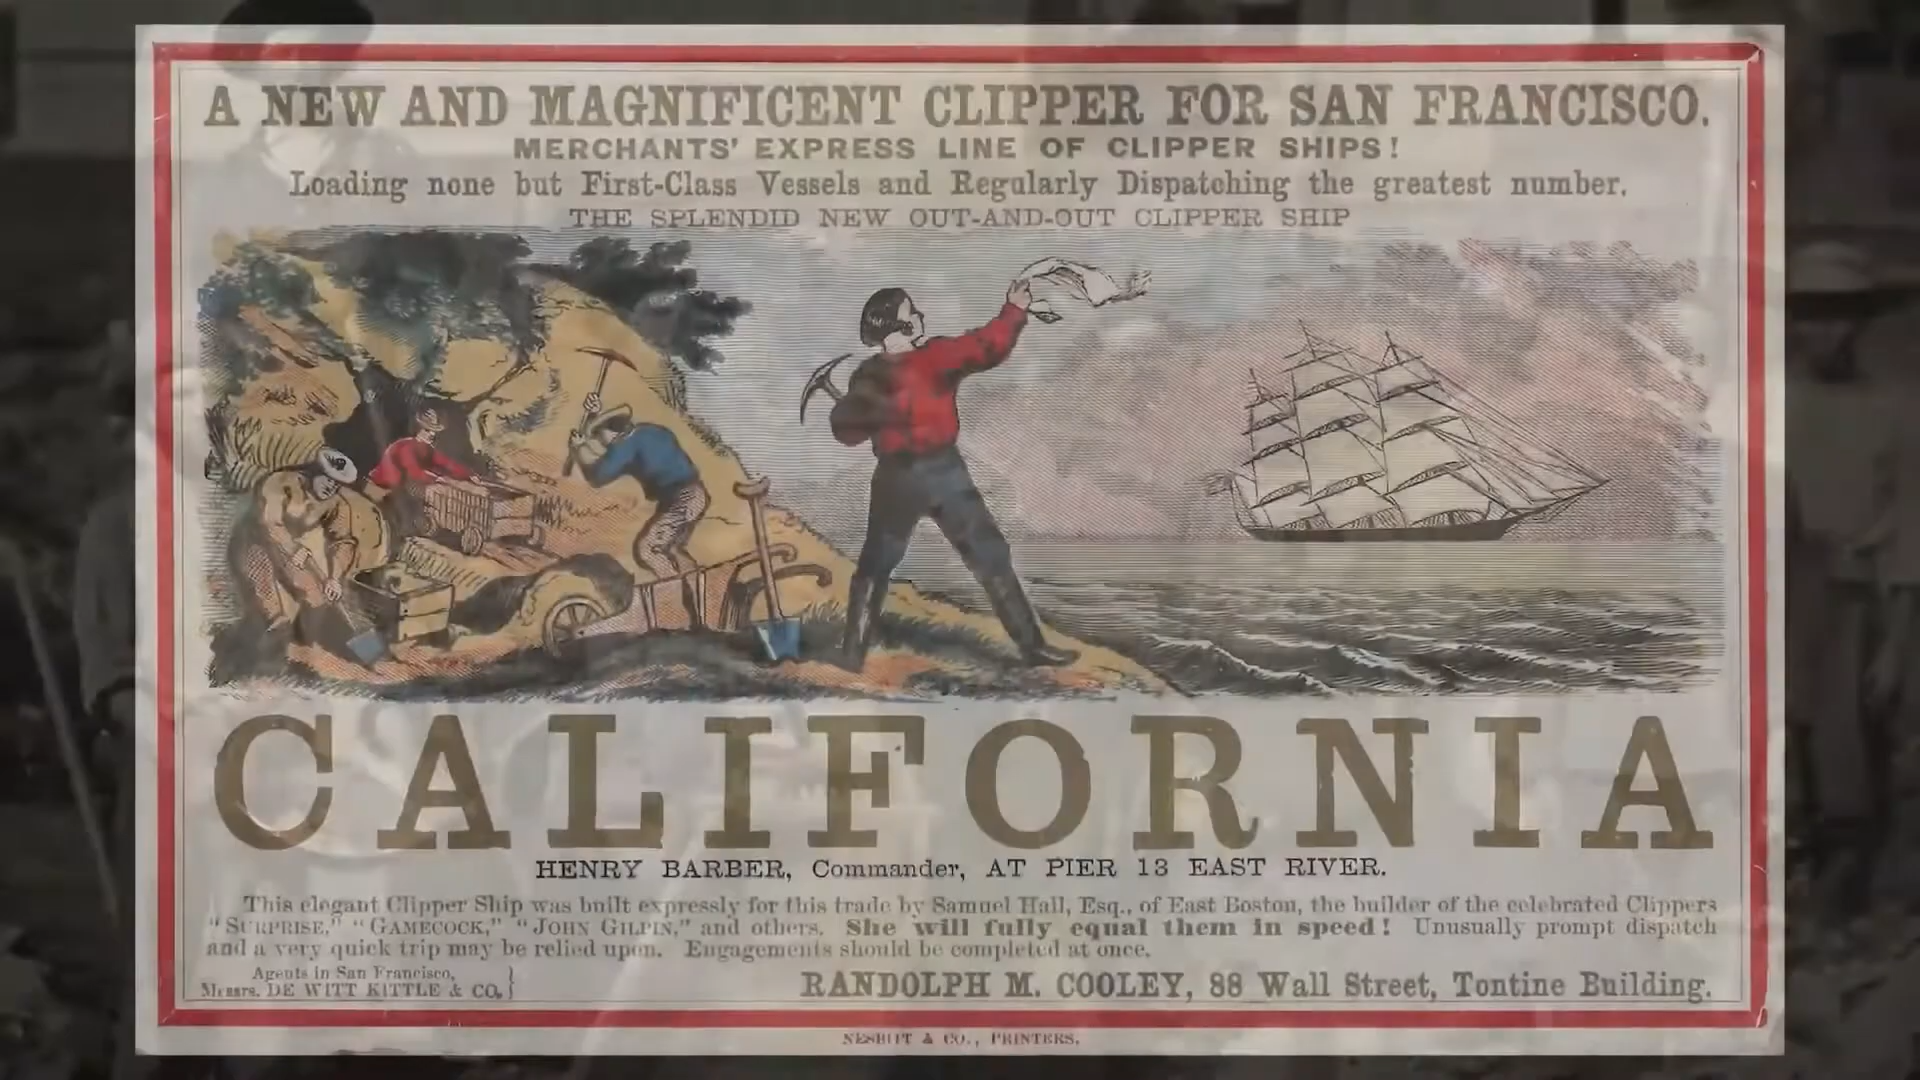 A NEW AND MAGNIFICENT CLIPPER FOR SAN FRANCISCO.
MERCHANTS' EXPRESS LINE OF CLIPPER SHIPS!
Loading none but First-Class Vessels and Regularly Dispatching the greatest number.
THE SPLENDID NEW OUT-AND-OUT CLIPPER SHIP
CALIFORNIA
HENRY BARBER, Commander, AT PIER 13 EAST RIVER.
This elegant Clipper Ship was built expressly for this trade by Samuel Hall, Esq., of East Boston, the builder of the celebrated Clippers
"SURPRISE," "GAMECOCK," "JOHN GILPIN," and others. She will fully equal them in speed! Unusually prompt dispatch
and a very quick trip may be relied upon. Engagements should be completed at once.
Agents in San Francisco,
Messrs. DE WITT KITTLE & CO.
RANDOLPH M. COOLEY, 88 Wall Street, Tontine Building.
NESBITT & CO., PRINTERS.